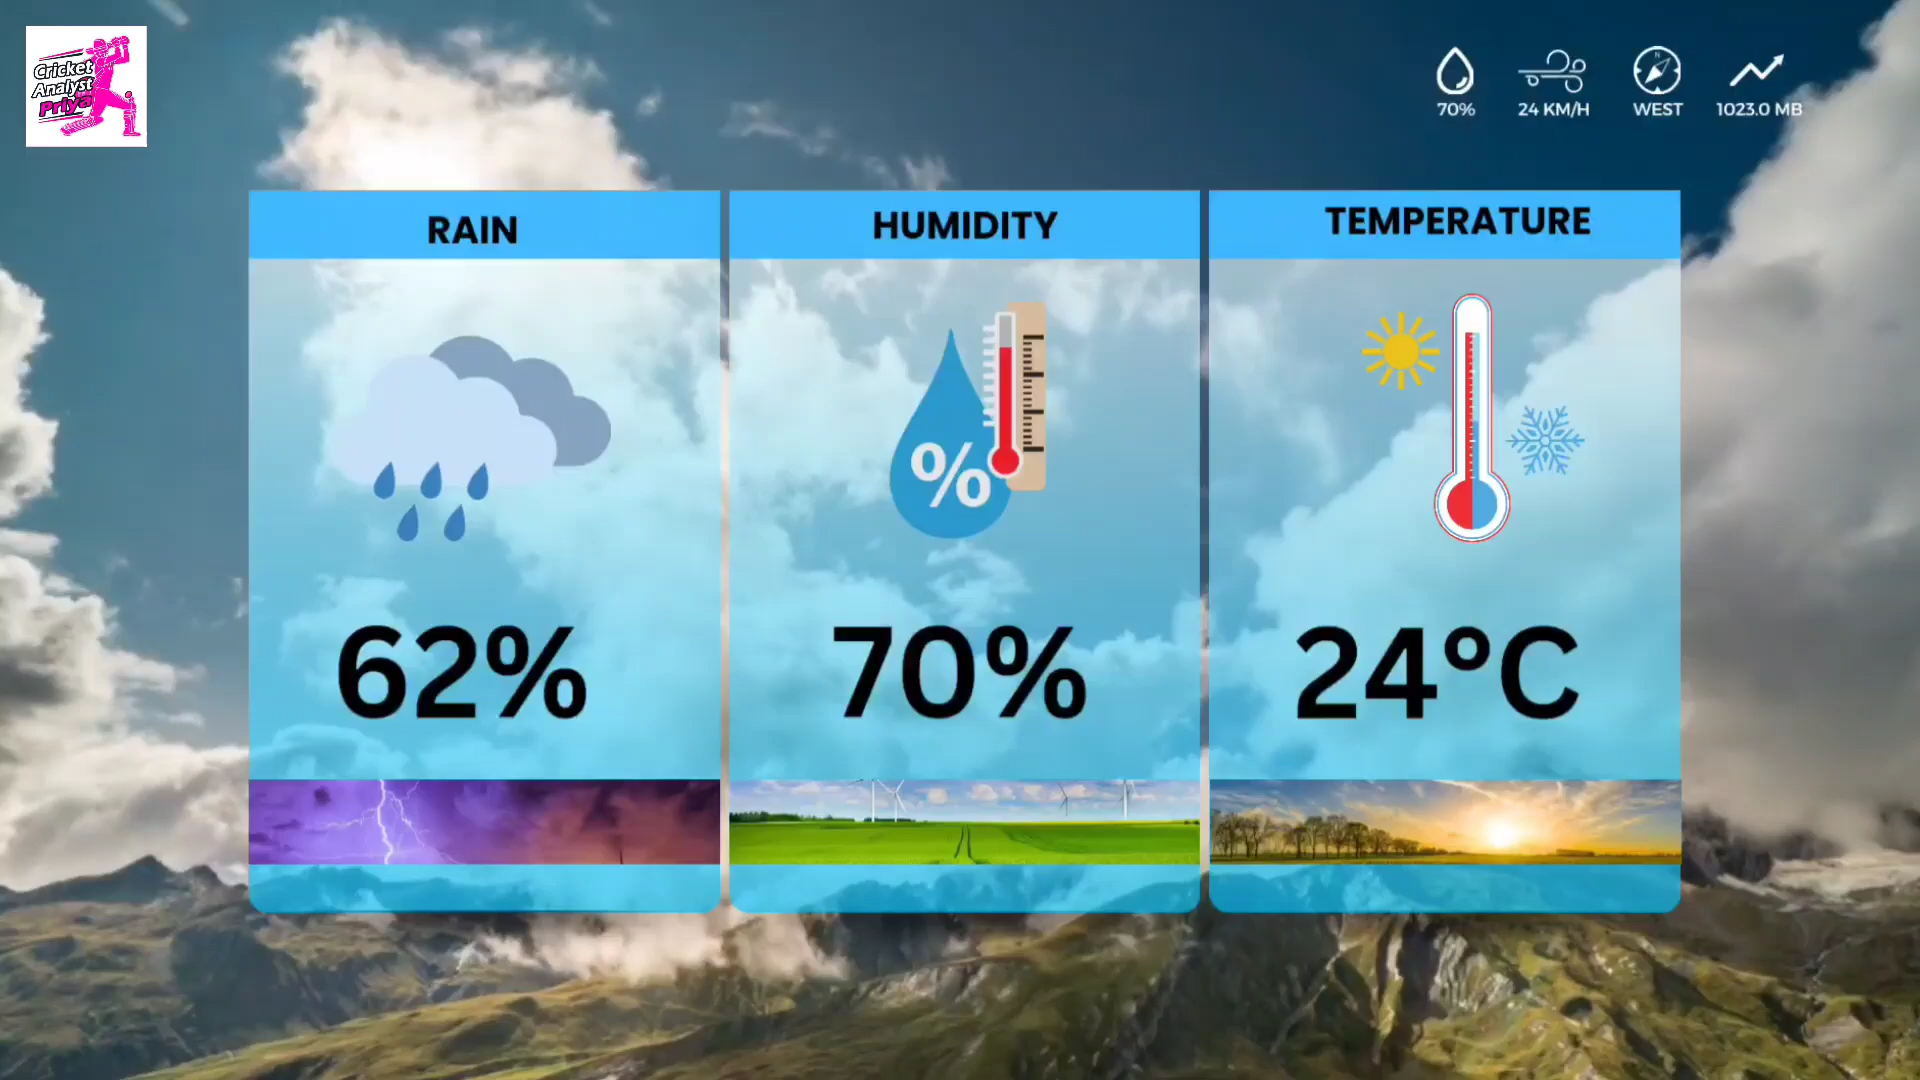 Cricket
Analyst
Priya
70%
24 KM/H
WEST
1023.0 MB
N
RAIN
HUMIDITY
TEMPERATURE
%
62%
70%
24°C